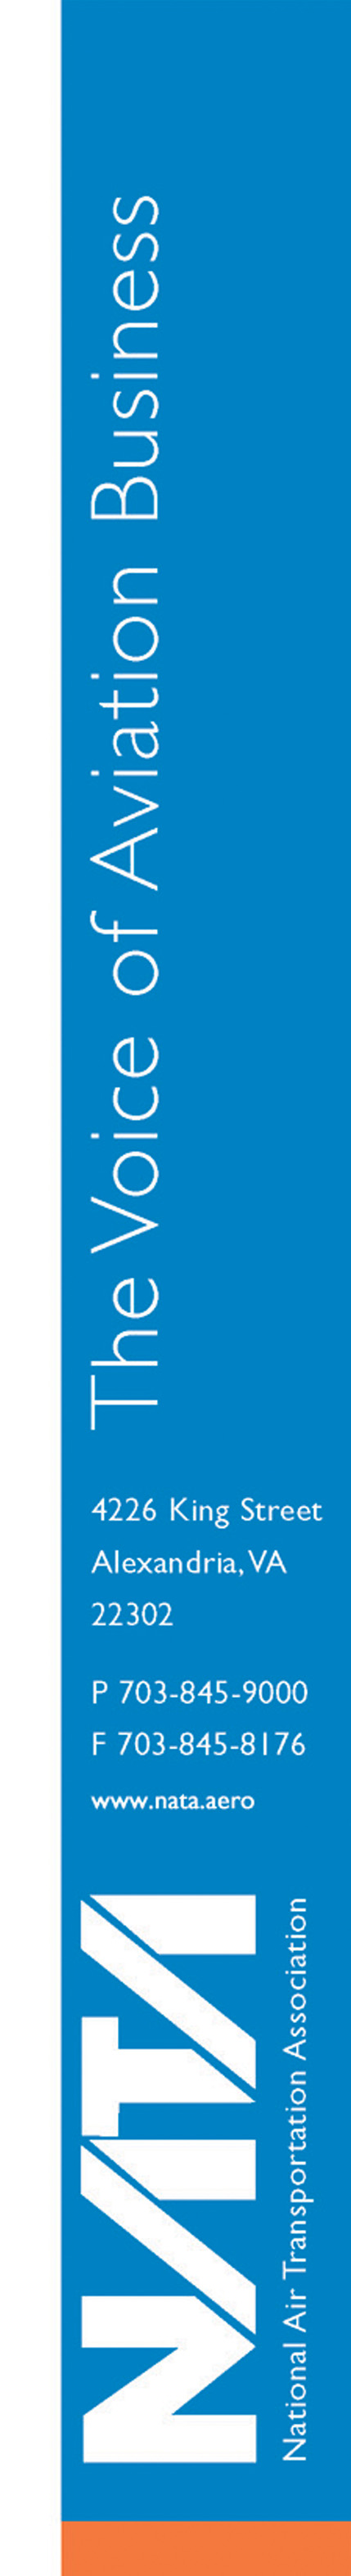 The Voice of Aviation Business
4226 King Street
Alexandria, VA
22302
P 703-845-9000
F 703-845-8176
www.nata.aero
NATA
National Air Transportation Association